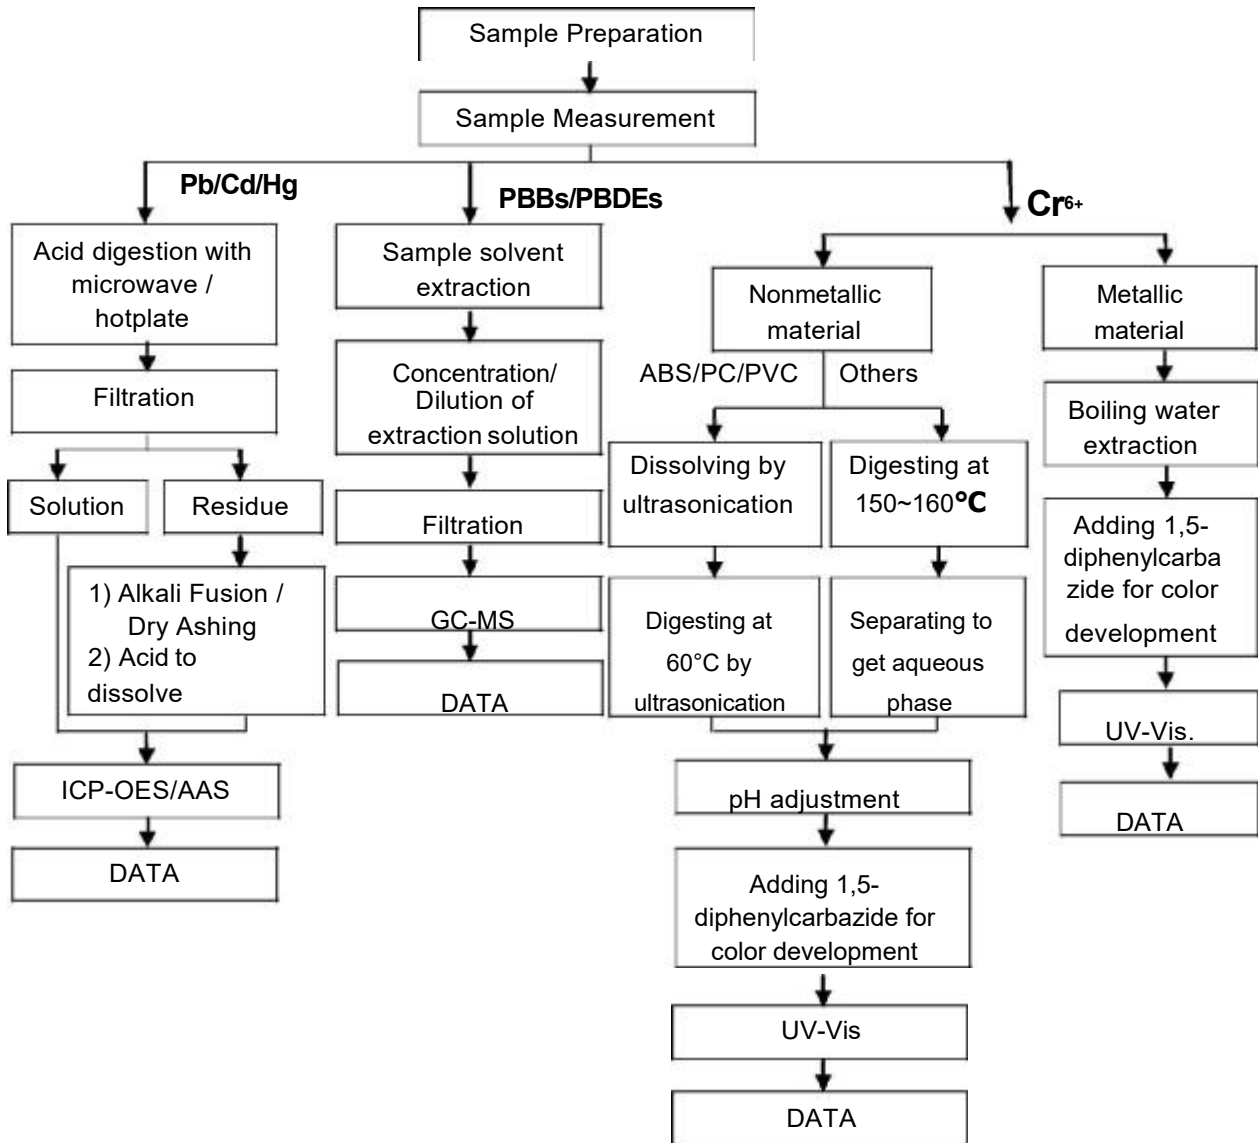 Sample Preparation
Sample Measurement
Pb/Cd/Hg
PBBs/PBDEs
Cr6+
Acid digestion with
microwave /
hotplate
Filtration
Solution
Residue
1) Alkali Fusion /
Dry Ashing
2) Acid to
dissolve
ICP-OES/AAS
DATA
Sample solvent
extraction
Concentration/
Dilution of
extraction solution
Filtration
GC-MS
DATA
Nonmetallic
material
ABS/PC/PVC
Others
Dissolving by
ultrasonication
Digesting at
60°C by
ultrasonication
Digesting at
150~160℃
Separating to
get aqueous
phase
pH adjustment
Adding 1,5-
diphenylcarbazide for
color development
UV-Vis
DATA
Metallic
material
Boiling water
extraction
Adding 1,5-
diphenylcarba
zide for color
development
UV-Vis.
DATA